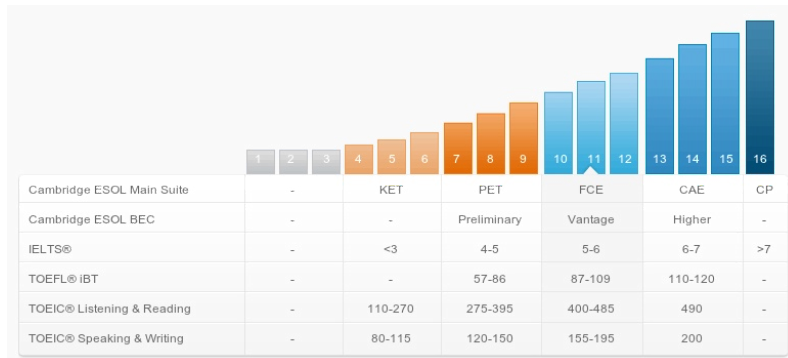 1 2 3 4 5 6 7 8 9 10 11 12 13 14 15 16
Cambridge ESOL Main Suite - KET PET FCE CAE CP
Cambridge ESOL BEC - - Preliminary Vantage Higher -
IELTS® - <3 4-5 5-6 6-7 >7
TOEFL® iBT - - 57-86 87-109 110-120 -
TOEIC® Listening & Reading - 110-270 275-395 400-485 490 -
TOEIC® Speaking & Writing - 80-115 120-150 155-195 200 -